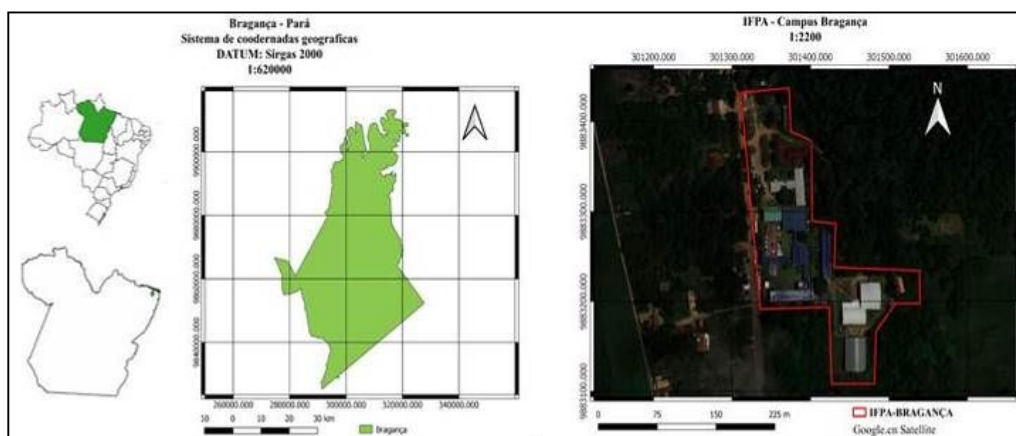 Bragança - Pará
Sistema de coodernadas geograficas
DATUM: Sirgas 2000
1:620000
9900000.000
9880000.000
9860000.000
9840000.000
260000.000 280000.000 300000.000 320000.000 340000.000
10 0 10 20 30 km
Bragança
IFPA - Campus Bragança
1:2200
301200.000 301300.000 301400.000 301500.000 301600.000
N
9883400.000
9883300.000
9883200.000
9883100.000
0 75 150 225 m
IFPA-BRAGANÇA
Google.cn Satellite